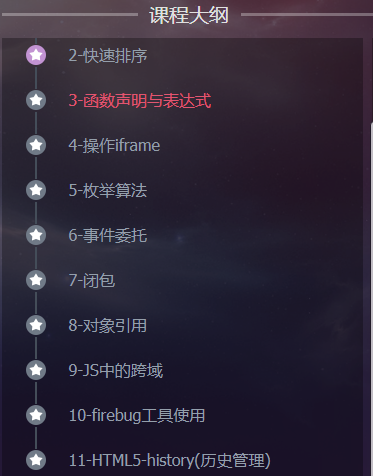 课程大纲
2-快速排序
3-函数声明与表达式
4-操作iframe
5-枚举算法
6-事件委托
7-闭包
8-对象引用
9-JS中的跨域
10-firebug工具使用
11-HTML5-history(历史管理)